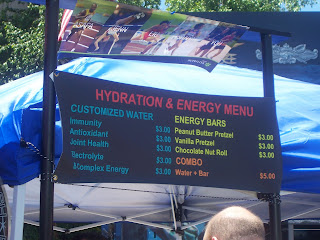 HYDRATION & ENERGY MENU
CUSTOMIZED WATER
Immunity $3.00
Antioxidant $3.00
Joint Health $3.00
Electrolyte $3.00
Complex Energy $3.00
ENERGY BARS
Peanut Butter Pretzel $3.00
Vanilla Pretzel $3.00
Chocolate Nut Roll $3.00
COMBO
Water + Bar $5.00